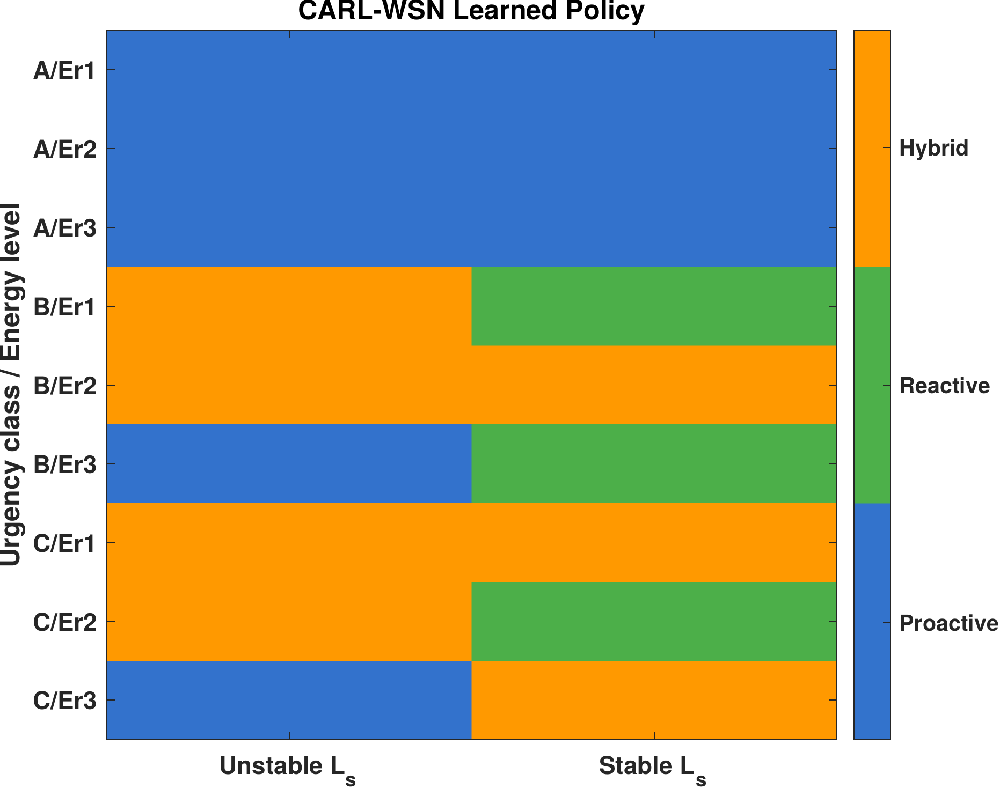 CARL-WSN Learned Policy
Urgency class / Energy level
A/Er1
A/Er2
A/Er3
B/Er1
B/Er2
B/Er3
C/Er1
C/Er2
C/Er3
Unstable Ls
Stable Ls
Hybrid
Reactive
Proactive